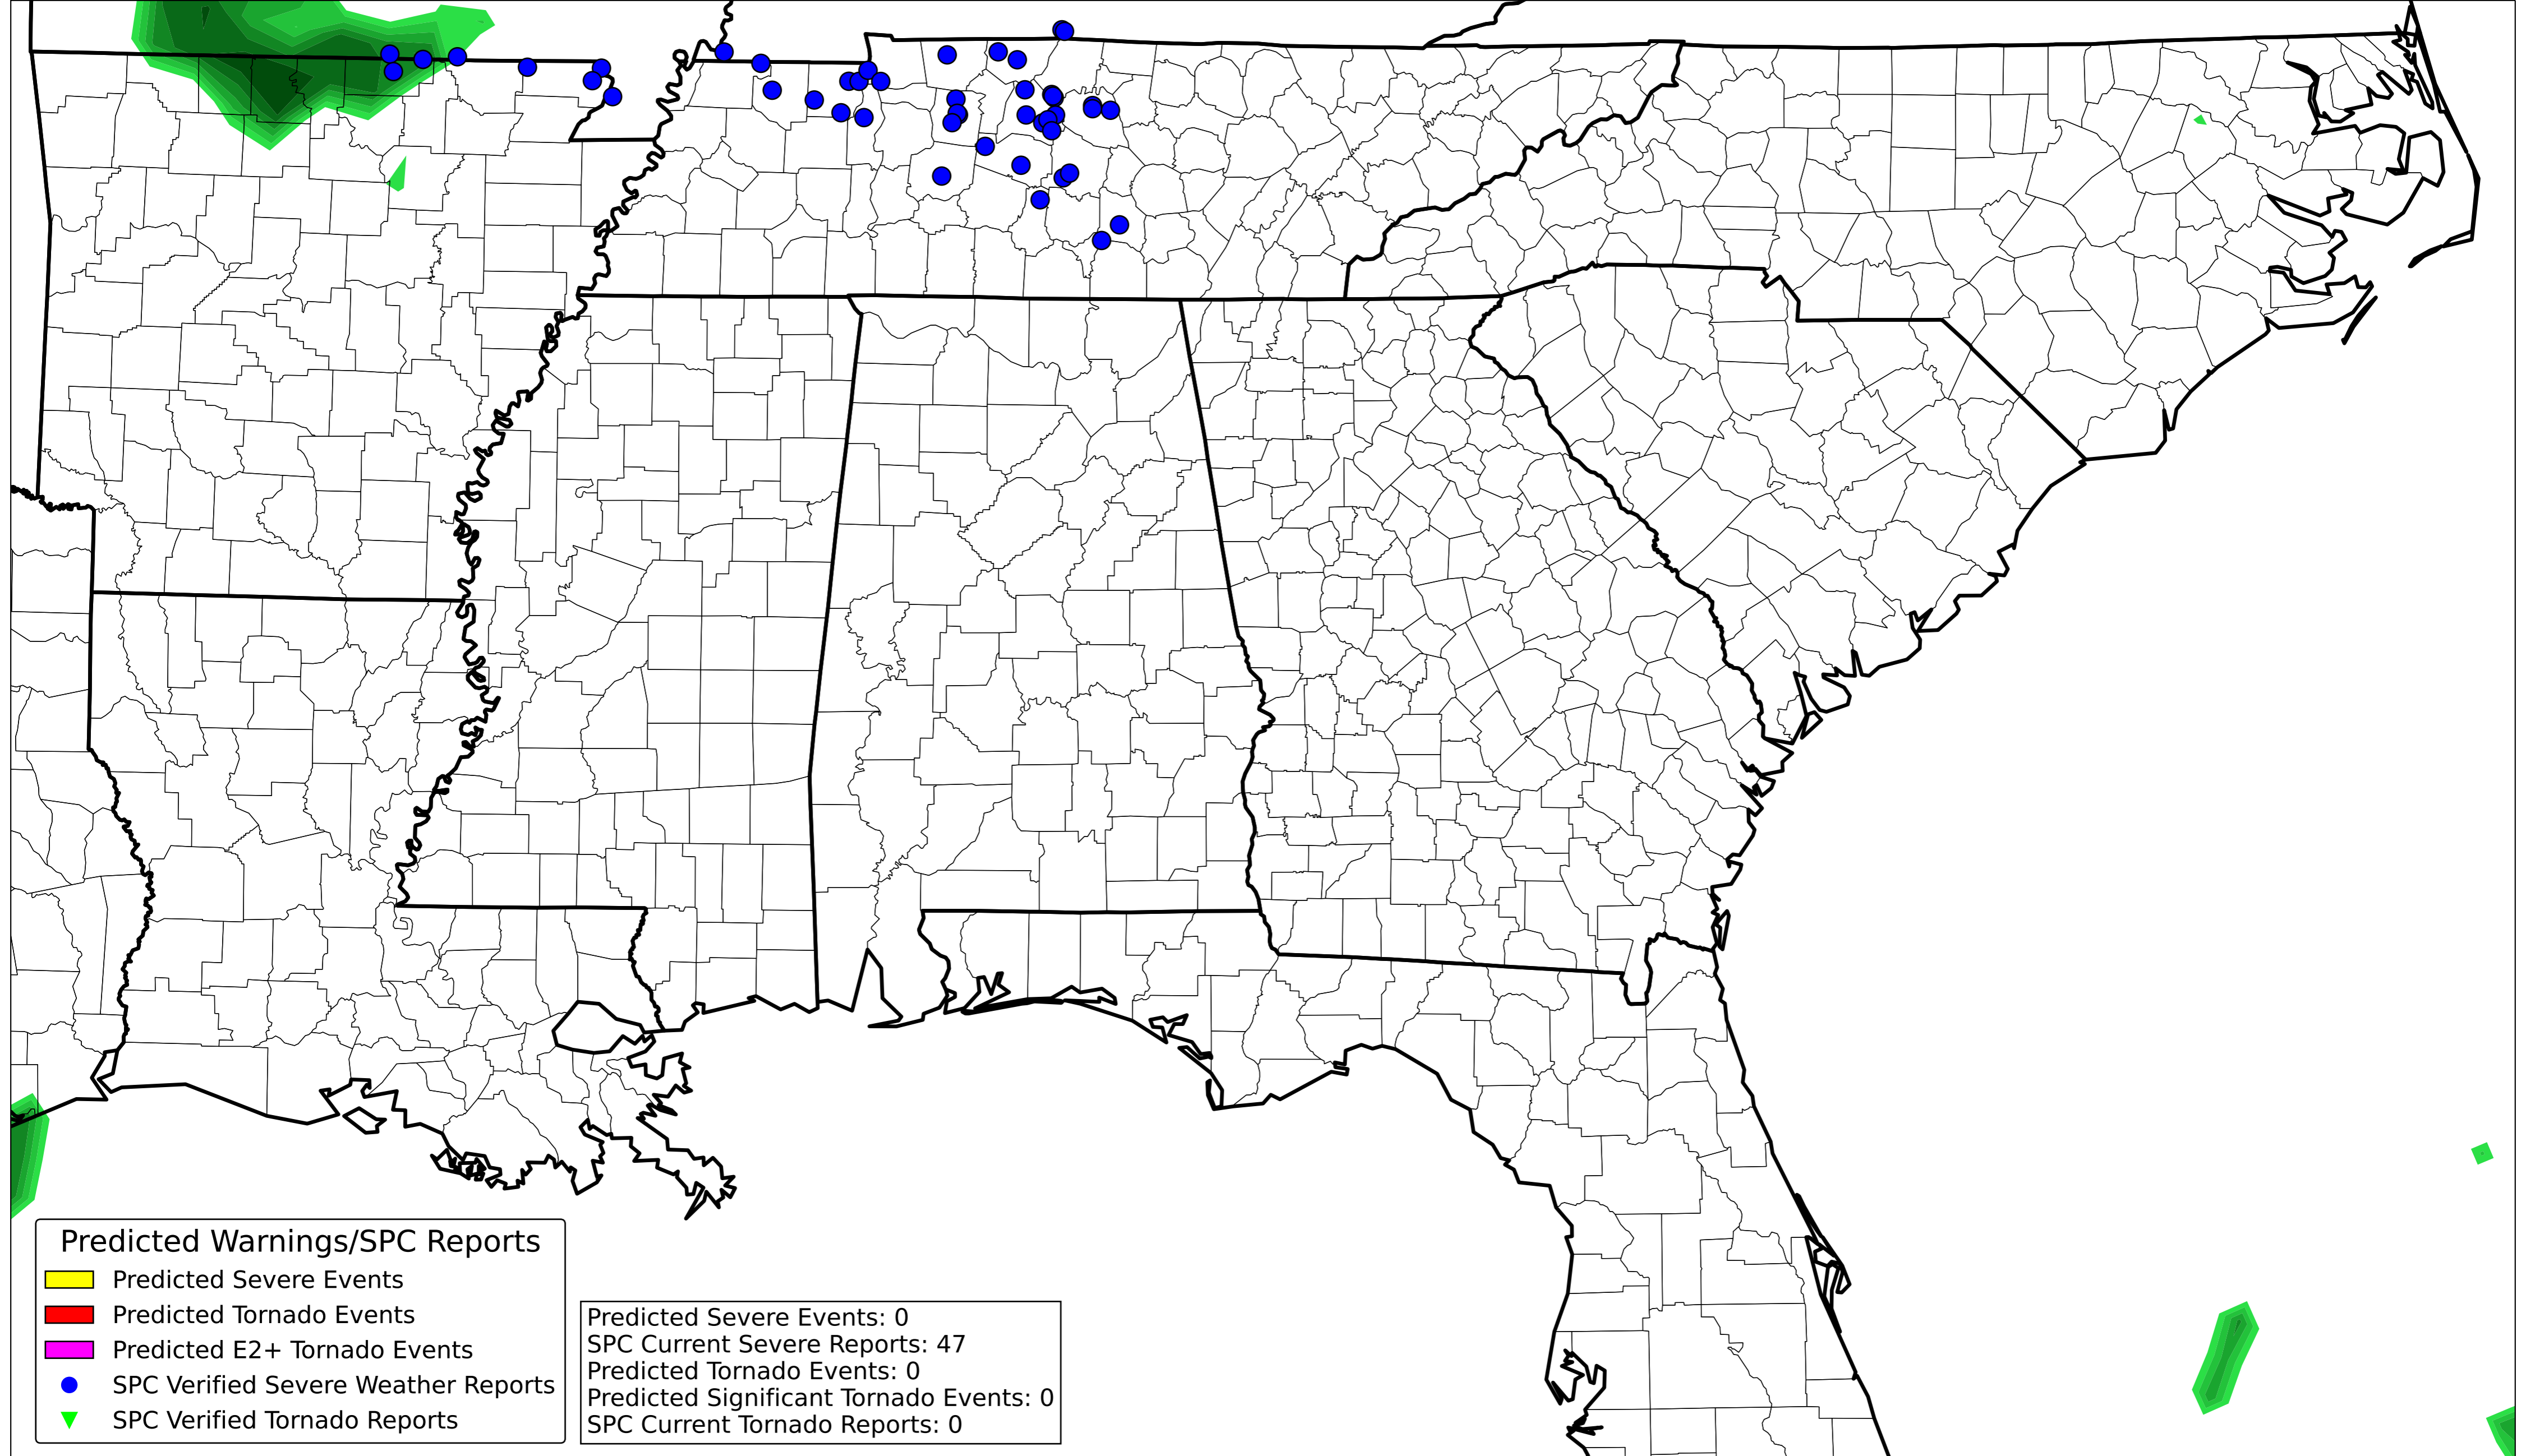 Predicted Warnings/SPC Reports
Predicted Severe Events
Predicted Tornado Events
Predicted E2+ Tornado Events
SPC Verified Severe Weather Reports
SPC Verified Tornado Reports
Predicted Severe Events: 0
SPC Current Severe Reports: 47
Predicted Tornado Events: 0
Predicted Significant Tornado Events: 0
SPC Current Tornado Reports: 0